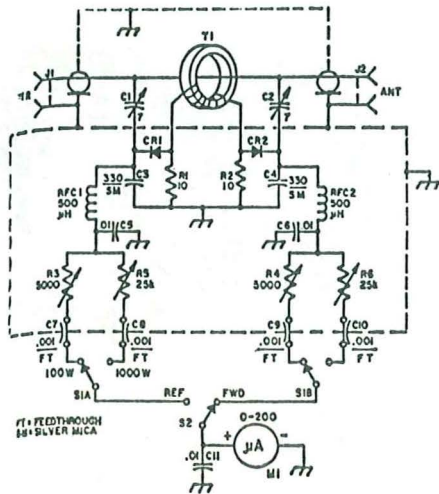 T1
J1
J2
ANT
C1
C2
7
7
CR1
CR2
RFC1
500
µH
C3
330
SM
R1
10
R2
10
C4
330
SM
RFC2
500
µH
.01
C5
C6
.01
R3
5000
R5
25k
R4
5000
R6
25k
C7
.001
FT
C8
.001
FT
C9
.001
FT
C10
.001
FT
100W
1000W
S1A
REF
FWD
S1B
S2
0-200
+
µA
-
M1
.01
C11
FT=FEEDTHROUGH
SILVER MICA